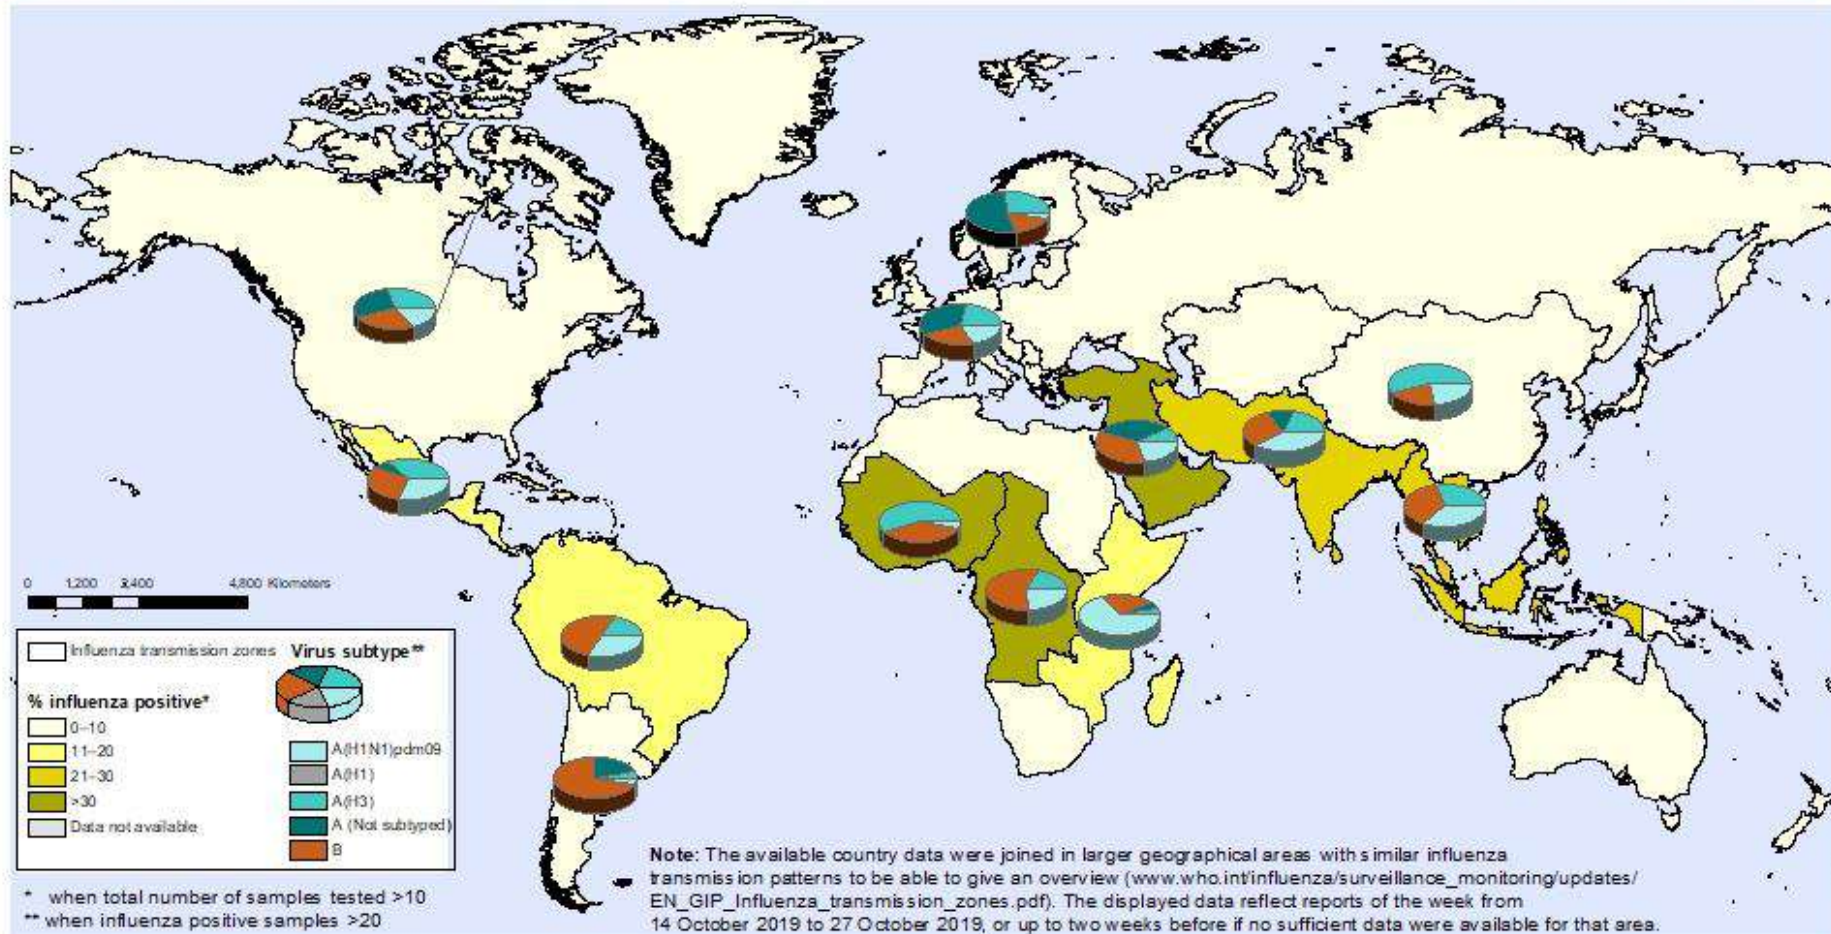 0 1,200 2,400 4,800 Kilometers
Influenza transmission zones
% influenza positive*
0–10
11–20
21–30
>30
Data not available
Virus subtype**
A(H1N1)pdm09
A(H1)
A(H3)
A (Not subtyped)
B
* when total number of samples tested >10
** when influenza positive samples >20
Note: The available country data were joined in larger geographical areas with similar influenza
transmission patterns to be able to give an overview (www.who.int/influenza/surveillance_monitoring/updates/
EN_GIP_Influenza_transmission_zones.pdf). The displayed data reflect reports of the week from
14 October 2019 to 27 October 2019, or up to two weeks before if no sufficient data were available for that area.